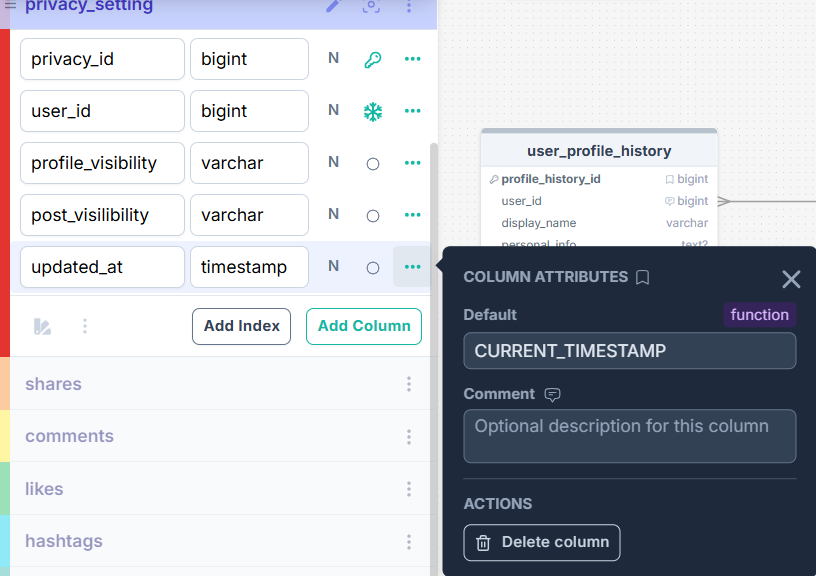 privacy_setting
privacy_id bigint N
user_id bigint N
profile_visibility varchar N
post_visilibility varchar N
updated_at timestamp N
Add Index Add Column
shares
comments
likes
hashtags
user_profile_history
profile_history_id bigint
user_id bigint
display_name varchar
personal_info text?
COLUMN ATTRIBUTES
Default function
CURRENT_TIMESTAMP
Comment
Optional description for this column
ACTIONS
Delete column